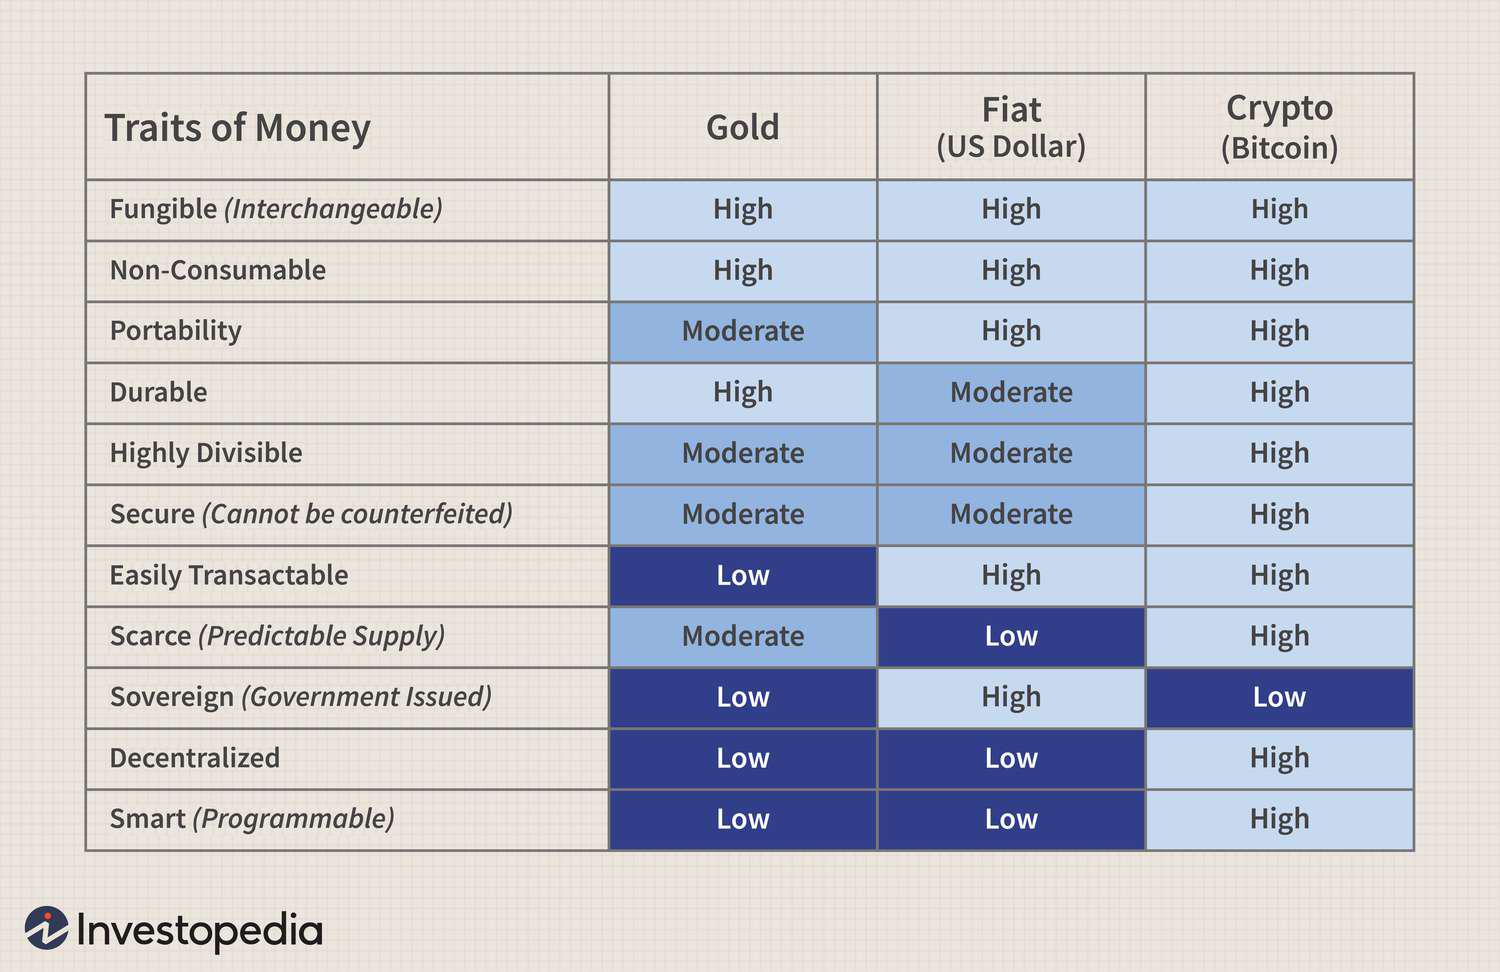 Traits of Money Gold Fiat (US Dollar) Crypto (Bitcoin)
Fungible (Interchangeable) High High High
Non-Consumable High High High
Portability Moderate High High
Durable High Moderate High
Highly Divisible Moderate Moderate High
Secure (Cannot be counterfeited) Moderate Moderate High
Easily Transactable Low High High
Scarce (Predictable Supply) Moderate Low High
Sovereign (Government Issued) Low High Low
Decentralized Low Low High
Smart (Programmable) Low Low High
Investopedia